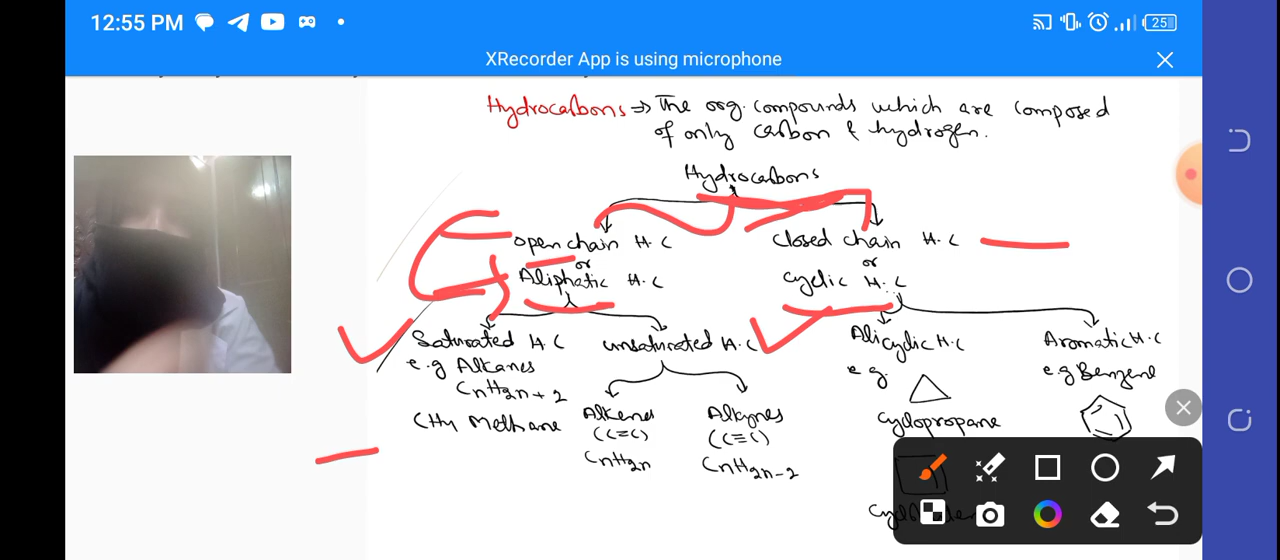 12:55 PM
25
XRecorder App is using microphone
Hydrocarbons ⇒ The org. compounds which are composed
of only carbon & hydrogen.
Hydrocarbons
open chain H.C
or
Aliphatic H.C
Closed chain H.C
or
cyclic H.C
Saturated H.C
e.g Alkanes
CnH2n+2
CH4 Methane
unsaturated H.C
Alkenes
(C=C)
CnH2n
Alkynes
(C≡C)
CnH2n-2
Alicyclic H.C
e.g.
Cyclopropane
Aromatic H.C
e.g Benzene